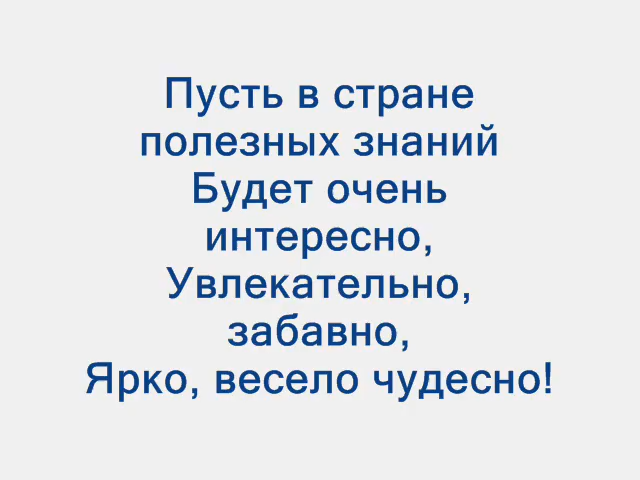 Пусть в стране
полезных знаний
Будет очень
интересно,
Увлекательно,
забавно,
Ярко, весело чудесно!